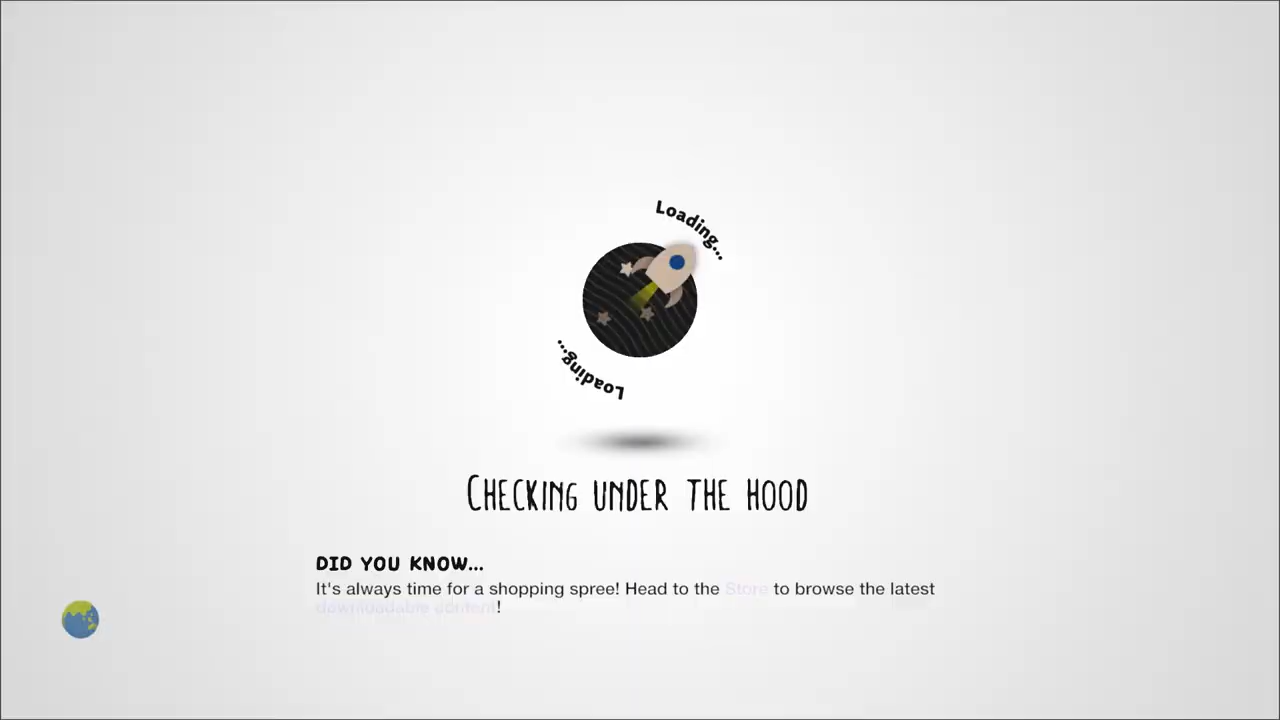 Loading...
Loading...
CHECKING UNDER THE HOOD
DID YOU KNOW...
It's always time for a shopping spree! Head to the Store to browse the latest
downloadable content!